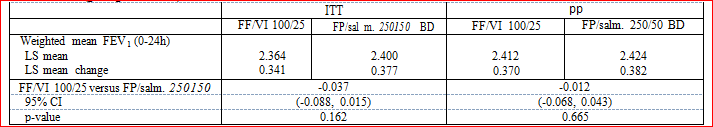 ITT pp
FF/VI 100/25 FP/sal m. 250150 BD FF/VI 100/25 FP/salm. 250/50 BD
Weighted mean FEV1 (0-24h)
LS mean 2.364 2.400 2.412 2.424
LS mean change 0.341 0.377 0.370 0.382
FF/VI 100/25 versus FP/salm. 250150 -0.037 -0.012
95% CI (-0.088, 0.015) (-0.068, 0.043)
p-value 0.162 0.665